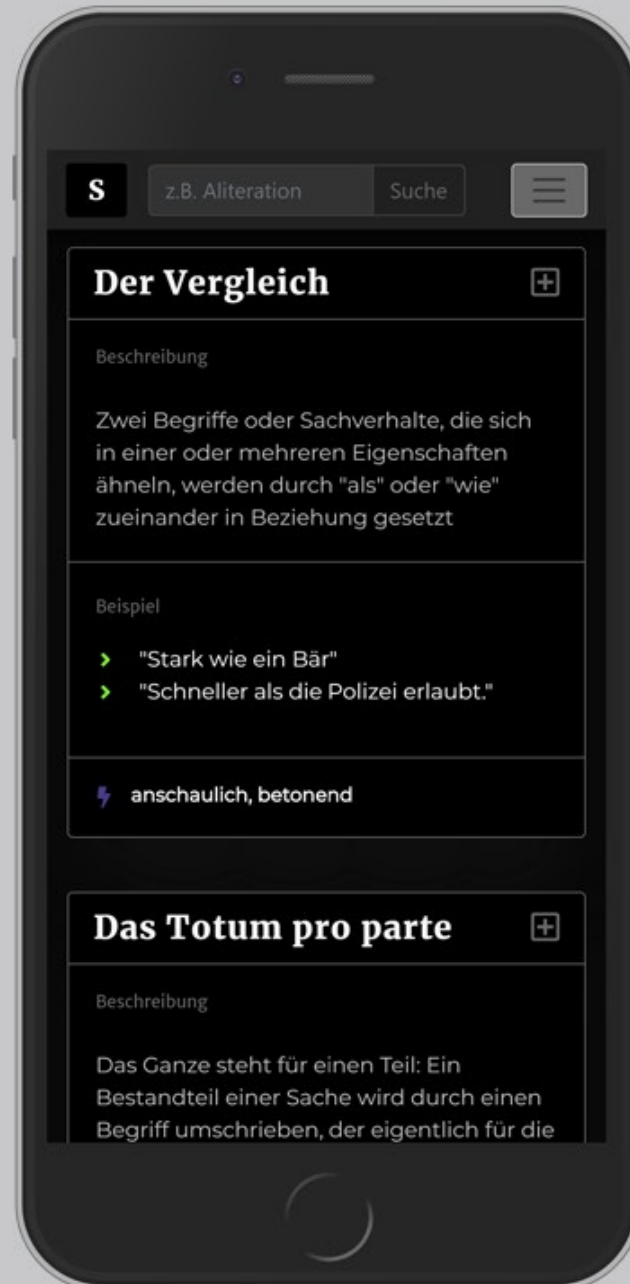 S
z.B. Aliteration
Suche
Der Vergleich
Beschreibung
Zwei Begriffe oder Sachverhalte, die sich
in einer oder mehreren Eigenschaften
ähneln, werden durch "als" oder "wie"
zueinander in Beziehung gesetzt
Beispiel
"Stark wie ein Bär"
"Schneller als die Polizei erlaubt."
anschaulich, betonend
Das Totum pro parte
Beschreibung
Das Ganze steht für einen Teil: Ein
Bestandteil einer Sache wird durch einen
Begriff umschrieben, der eigentlich für die